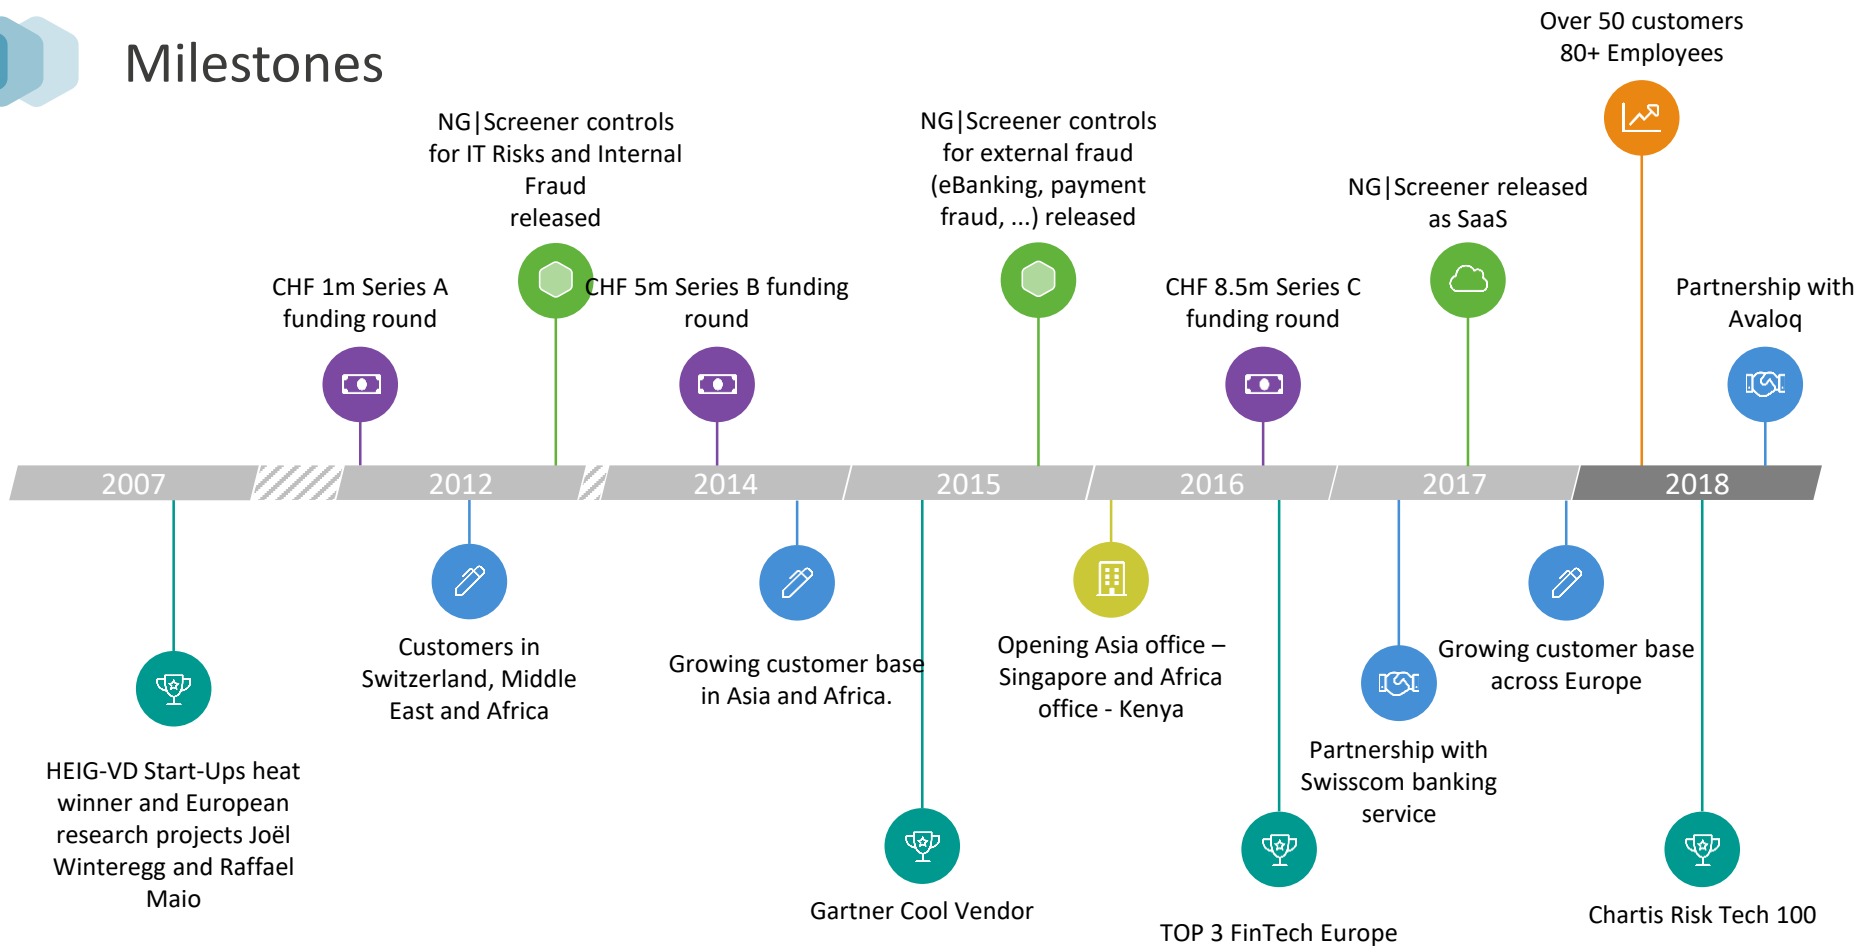 Milestones
Over 50 customers
80+ Employees
NG|Screener controls
for IT Risks and Internal
Fraud
released
NG|Screener controls
for external fraud
(eBanking, payment
fraud, ...) released
NG|Screener released
as SaaS
CHF 1m Series A
funding round
CHF 5m Series B funding
round
CHF 8.5m Series C
funding round
Partnership with
Avaloq
2007
2012
2014
2015
2016
2017
2018
HEIG-VD Start-Ups heat
winner and European
research projects Joël
Winteregg and Raffael
Maio
Customers in
Switzerland, Middle
East and Africa
Growing customer base
in Asia and Africa.
Gartner Cool Vendor
Opening Asia office –
Singapore and Africa
office - Kenya
TOP 3 FinTech Europe
Partnership with
Swisscom banking
service
Growing customer base
across Europe
Chartis Risk Tech 100